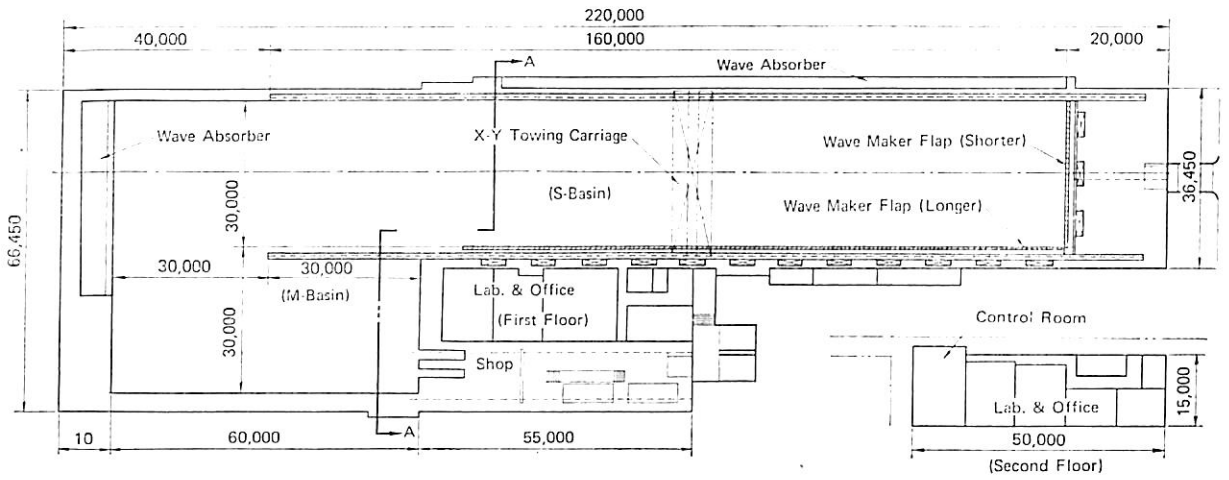 220,000
40,000
160,000
20,000
A
Wave Absorber
Wave Absorber
X-Y Towing Carriage
Wave Maker Flap (Shorter)
36,450
66,450
30,000
(S-Basin)
Wave Maker Flap (Longer)
30,000
30,000
(M-Basin)
30,000
Lab. & Office
(First Floor)
Shop
Control Room
Lab. & Office
15,000
A
10
60,000
55,000
50,000
(Second Floor)